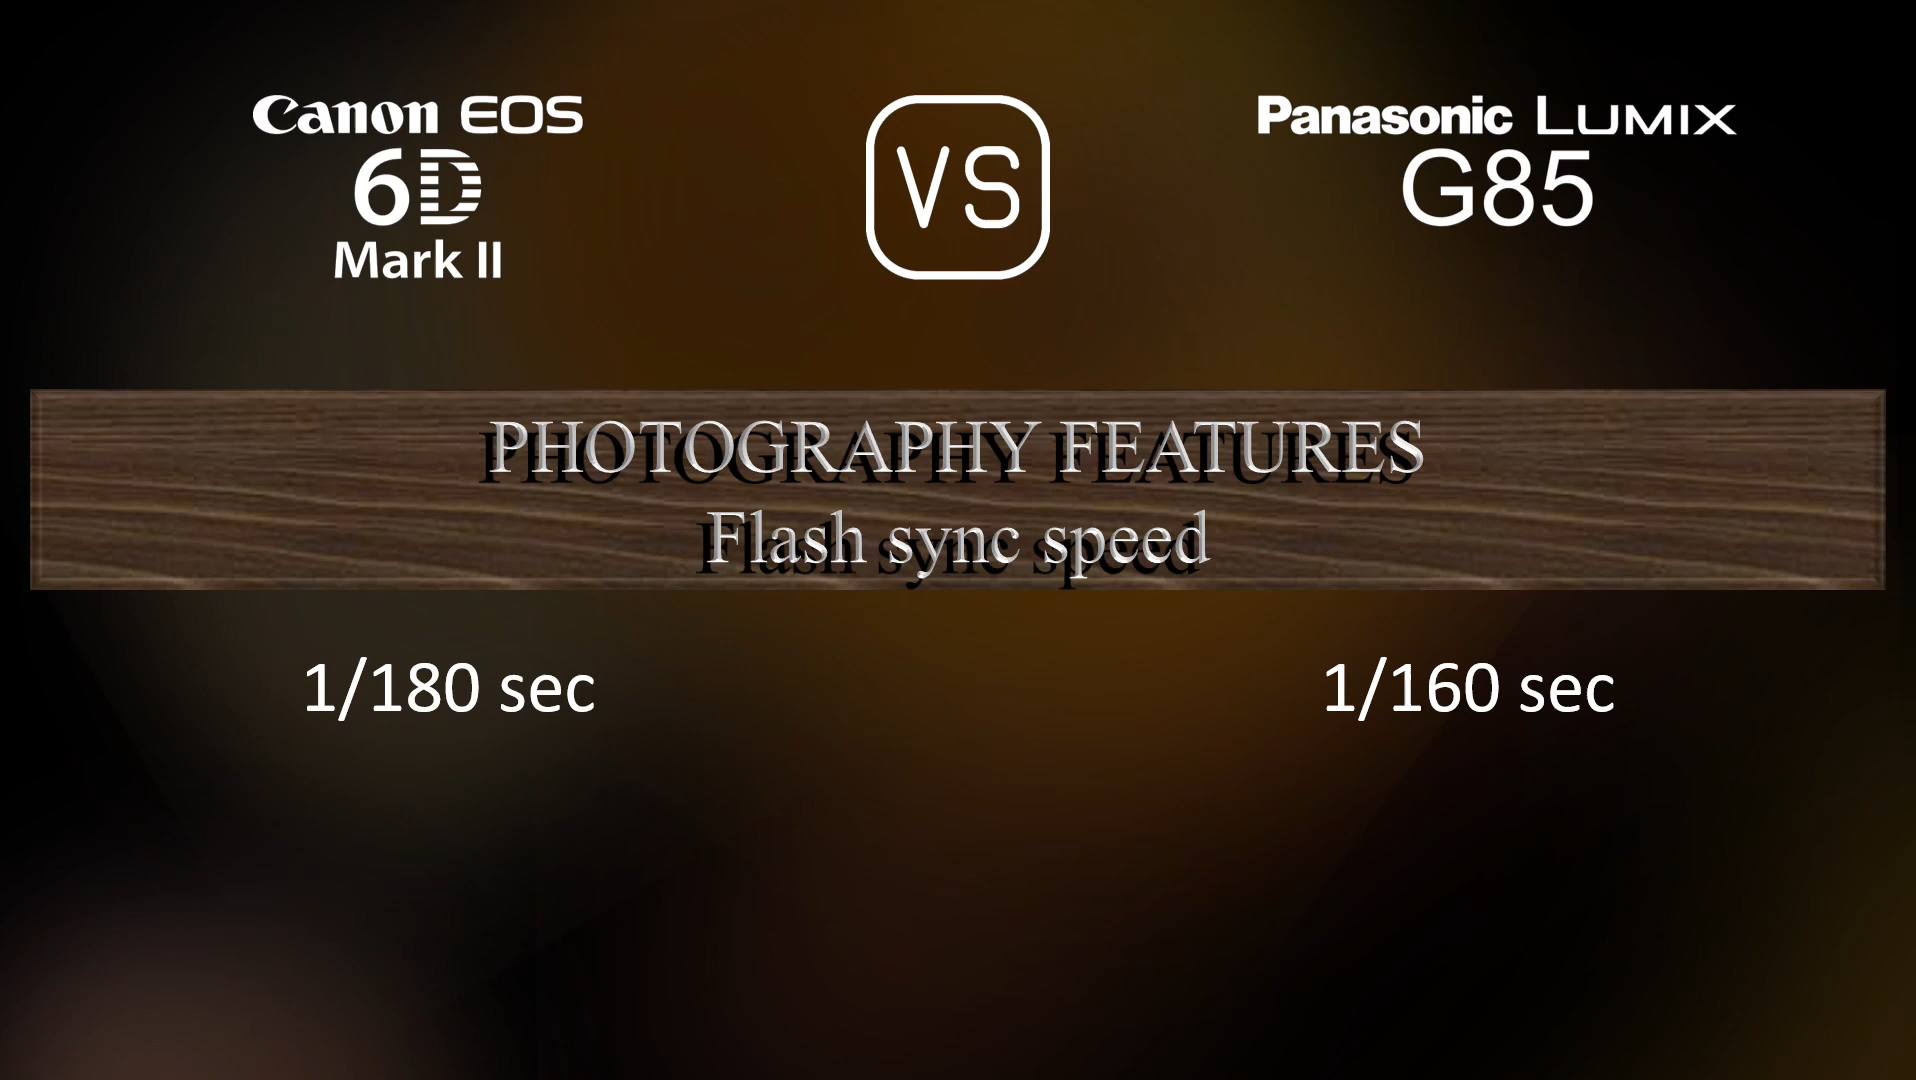 Canon EOS
6D
Mark II
VS
Panasonic LUMIX
G85
PHOTOGRAPHY FEATURES
Flash sync speed
1/180 sec
1/160 sec